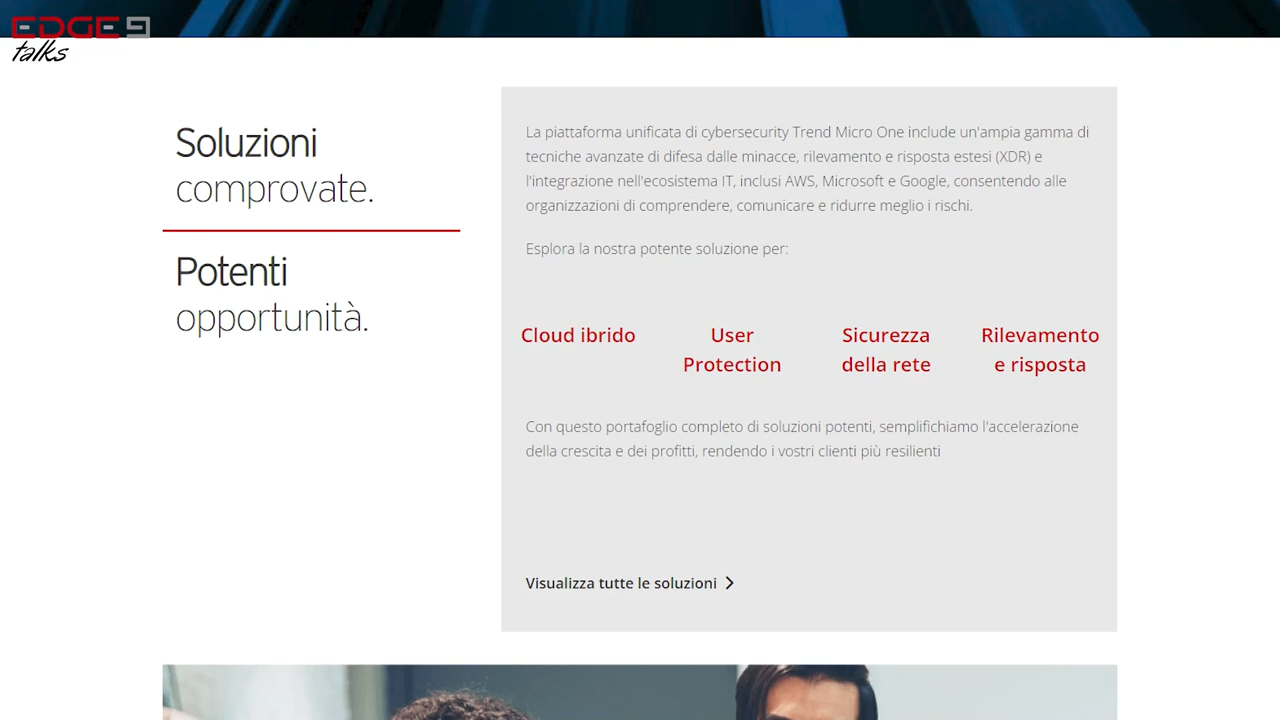 EDGE 9
talks
Soluzioni
comprovate.
Potenti
opportunità.
La piattaforma unificata di cybersecurity Trend Micro One include un'ampia gamma di
tecniche avanzate di difesa dalle minacce, rilevamento e risposta estesi (XDR) e
l'integrazione nell'ecosistema IT, inclusi AWS, Microsoft e Google, consentendo alle
organizzazioni di comprendere, comunicare e ridurre meglio i rischi.
Esplora la nostra potente soluzione per:
Cloud ibrido
User
Protection
Sicurezza
della rete
Rilevamento
e risposta
Con questo portafoglio completo di soluzioni potenti, semplifichiamo l'accelerazione
della crescita e dei profitti, rendendo i vostri clienti più resilienti
Visualizza tutte le soluzioni